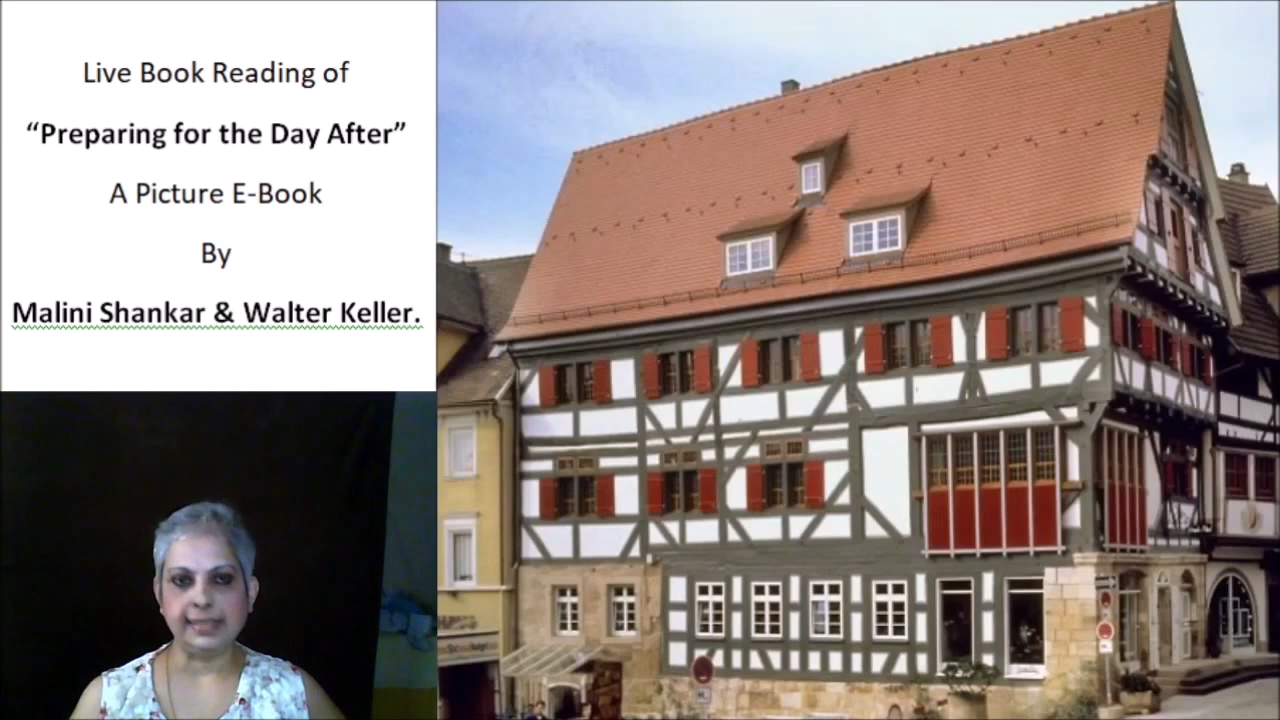 Live Book Reading of
“Preparing for the Day After”
A Picture E-Book
By
Malini Shankar & Walter Keller.